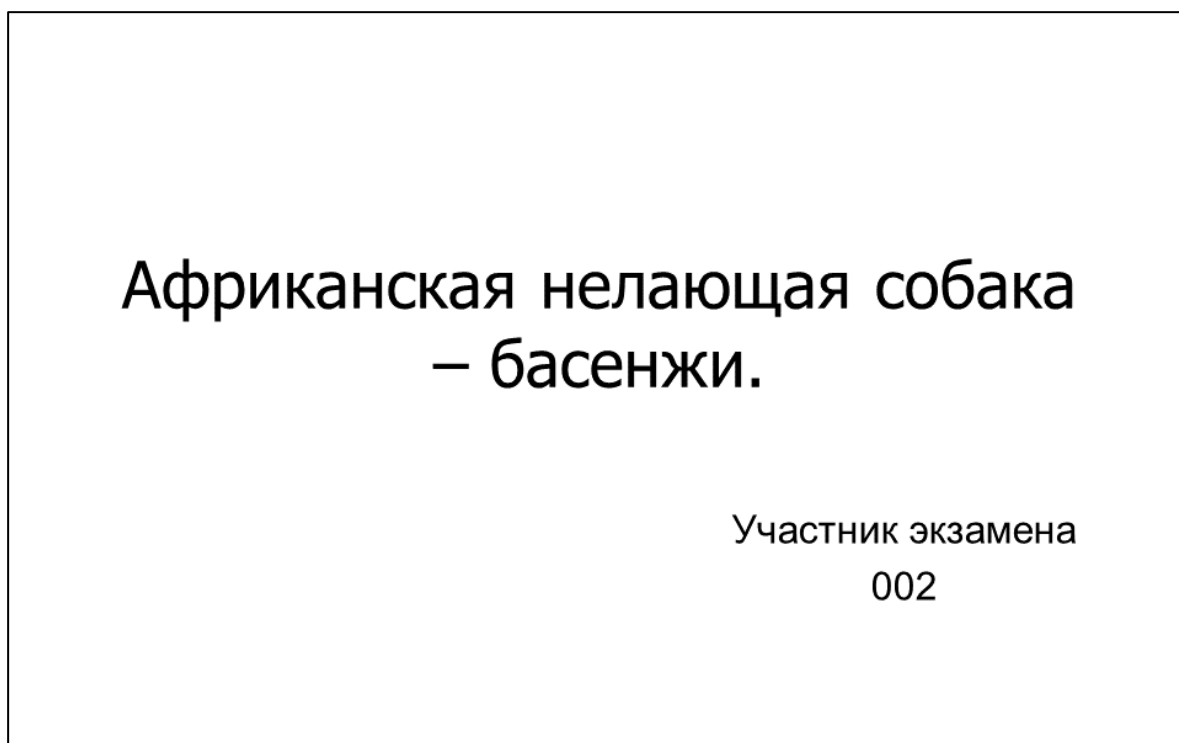 Африканская нелающая собака
– басенжи.
Участник экзамена
002